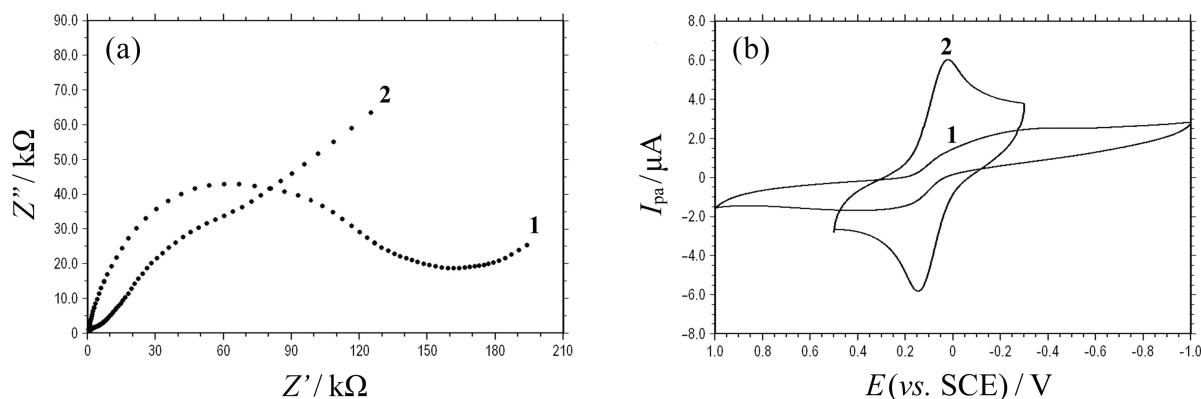 (a)
90.0
80.0
70.0
60.0
50.0
40.0
30.0
20.0
10.0
0
0 30 60 90 120 150 180 210
Z″ / kΩ
Z′ / kΩ
2
1
(b)
8.0
6.0
4.0
2.0
0
−2.0
−4.0
−6.0
−8.0
1.0 0.8 0.6 0.4 0.2 0 -0.2 -0.4 -0.6 -0.8 -1.0
Ipa / µA
E(vs. SCE) / V
2
1